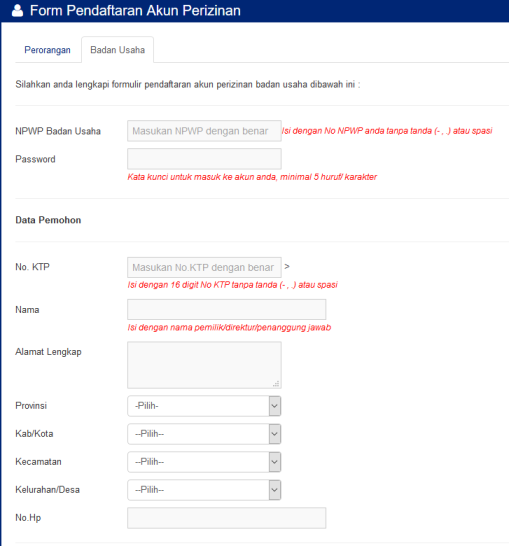 Form Pendaftaran Akun Perizinan
Perorangan Badan Usaha
Silahkan anda lengkapi formulir pendaftaran akun perizinan badan usaha dibawah ini :
NPWP Badan Usaha Masukan NPWP dengan benar Isi dengan No NPWP anda tanpa tanda (- , .) atau spasi
Password
Kata kunci untuk masuk ke akun anda, minimal 5 huruf/ karakter
Data Pemohon
No. KTP Masukan No.KTP dengan benar >
Isi dengan 16 digit No KTP tanpa tanda (- , .) atau spasi
Nama
Isi dengan nama pemilik/direktur/penanggung jawab
Alamat Lengkap
Provinsi -Pilih-
Kab/Kota --Pilih--
Kecamatan --Pilih--
Kelurahan/Desa --Pilih--
No.Hp